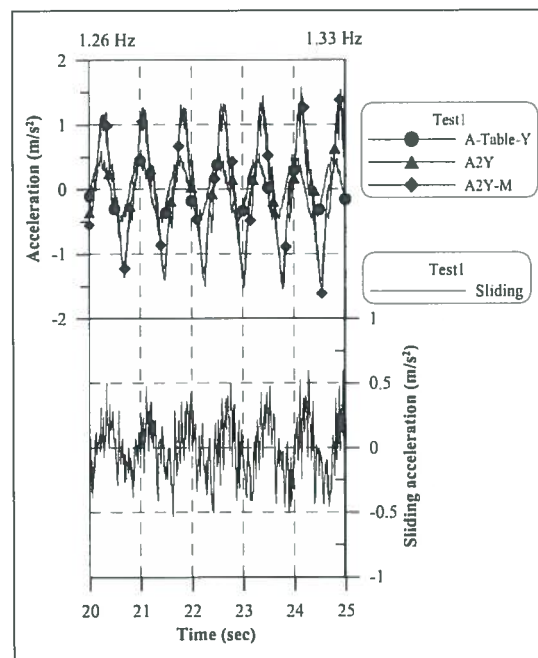 1.26 Hz 1.33 Hz
2
1
0
-1
-2
Acceleration (m/s²)
Test1
A-Table-Y
A2Y
A2Y-M
Test1
Sliding
1
0.5
0
-0.5
-1
Sliding acceleration (m/s²)
20 21 22 23 24 25
Time (sec)